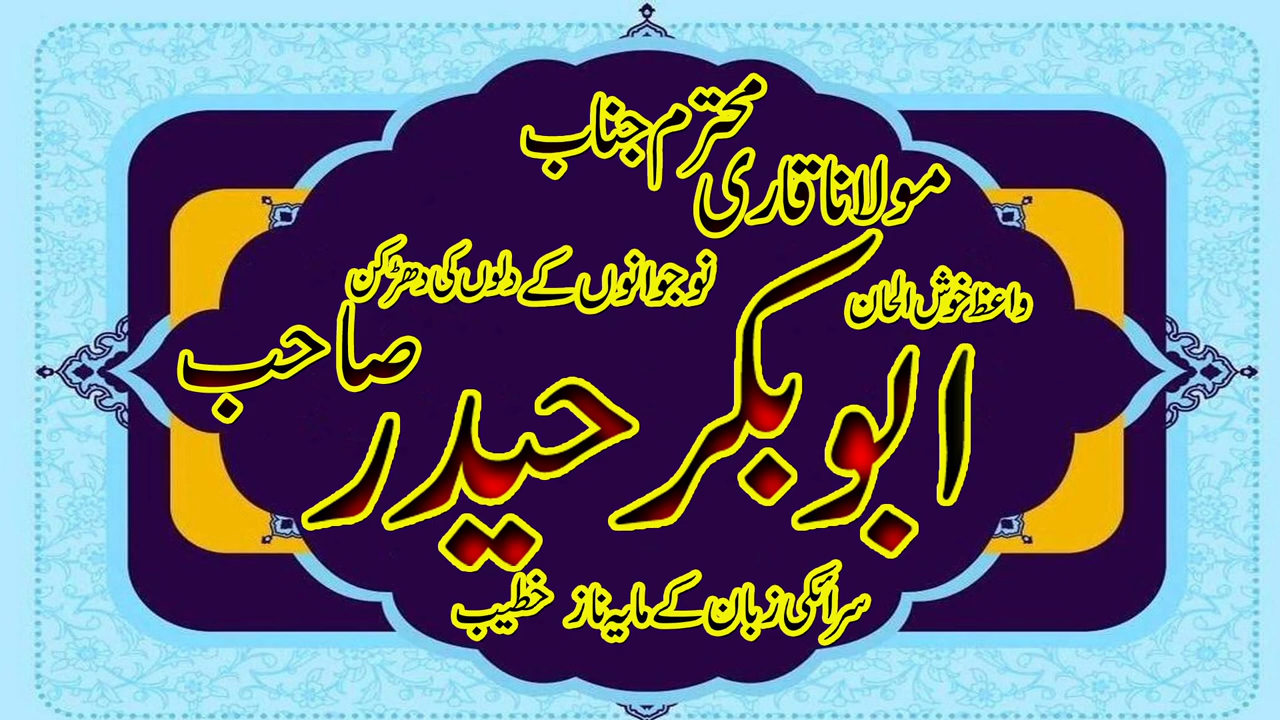 محترم جناب
مولانا قاری
واعظ خوش الحان
نوجوانوں کے دلوں کی دھڑکن
ابوبکر حیدر
صاحب
سرائیکی زبان کے مایہ ناز خطیب